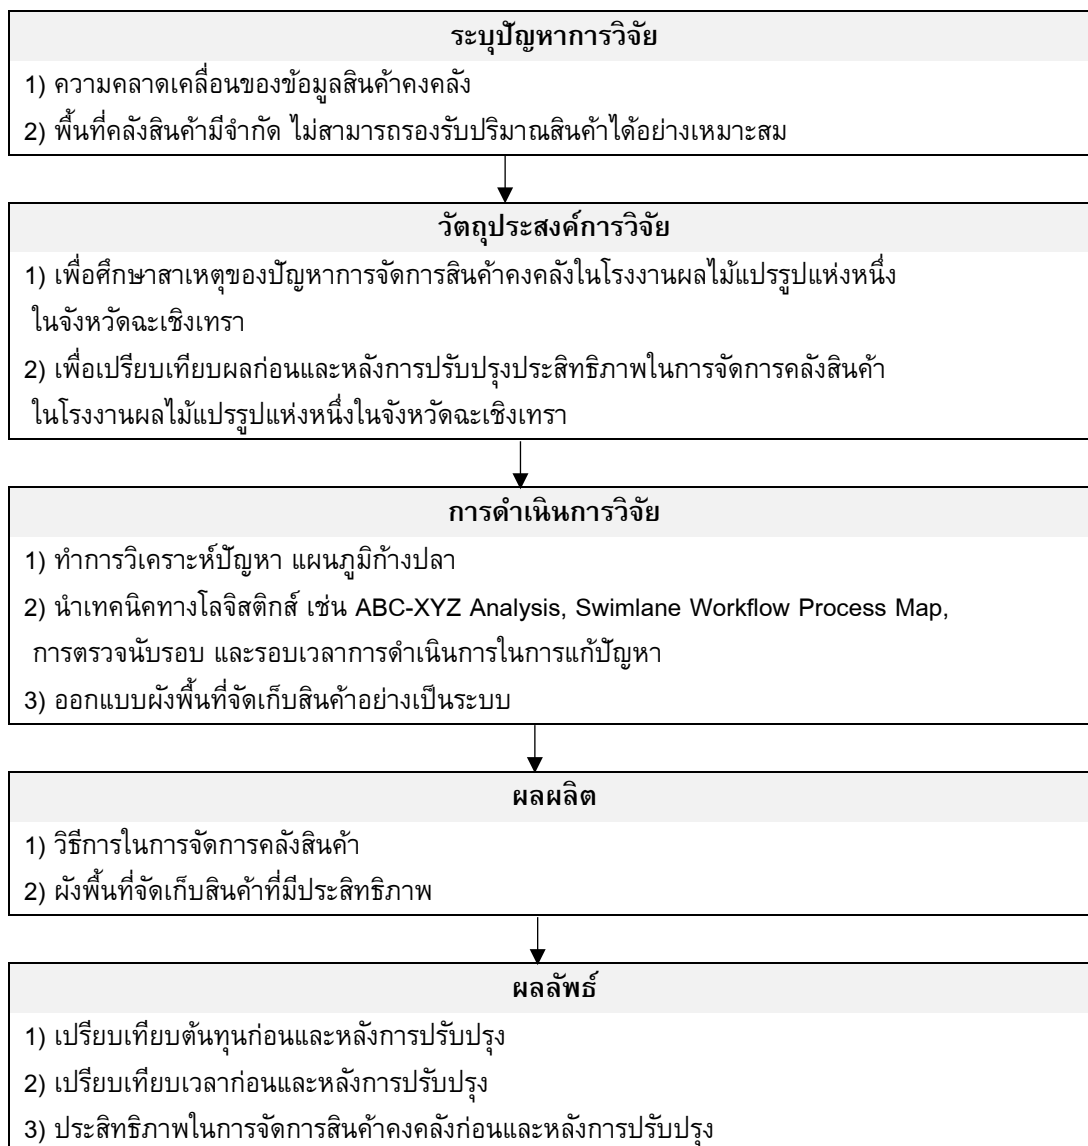 ระบุปัญหาการวิจัย
1) ความคลาดเคลื่อนของข้อมูลสินค้าคงคลัง
2) พื้นที่คลังสินค้ามีจำกัด ไม่สามารถรองรับปริมาณสินค้าได้อย่างเหมาะสม
วัตถุประสงค์การวิจัย
1) เพื่อศึกษาสาเหตุของปัญหาการจัดการสินค้าคงคลังในโรงงานผลไม้แปรรูปแห่งหนึ่ง
ในจังหวัดฉะเชิงเทรา
2) เพื่อเปรียบเทียบผลก่อนและหลังการปรับปรุงประสิทธิภาพในการจัดการคลังสินค้า
ในโรงงานผลไม้แปรรูปแห่งหนึ่งในจังหวัดฉะเชิงเทรา
การดำเนินการวิจัย
1) ทำการวิเคราะห์ปัญหา แผนภูมิก้างปลา
2) นำเทคนิคทางโลจิสติกส์ เช่น ABC-XYZ Analysis, Swimlane Workflow Process Map,
การตรวจนับรอบ และรอบเวลาการดำเนินการในการแก้ปัญหา
3) ออกแบบผังพื้นที่จัดเก็บสินค้าอย่างเป็นระบบ
ผลผลิต
1) วิธีการในการจัดการคลังสินค้า
2) ผังพื้นที่จัดเก็บสินค้าที่มีประสิทธิภาพ
ผลลัพธ์
1) เปรียบเทียบต้นทุนก่อนและหลังการปรับปรุง
2) เปรียบเทียบเวลาก่อนและหลังการปรับปรุง
3) ประสิทธิภาพในการจัดการสินค้าคงคลังก่อนและหลังการปรับปรุง